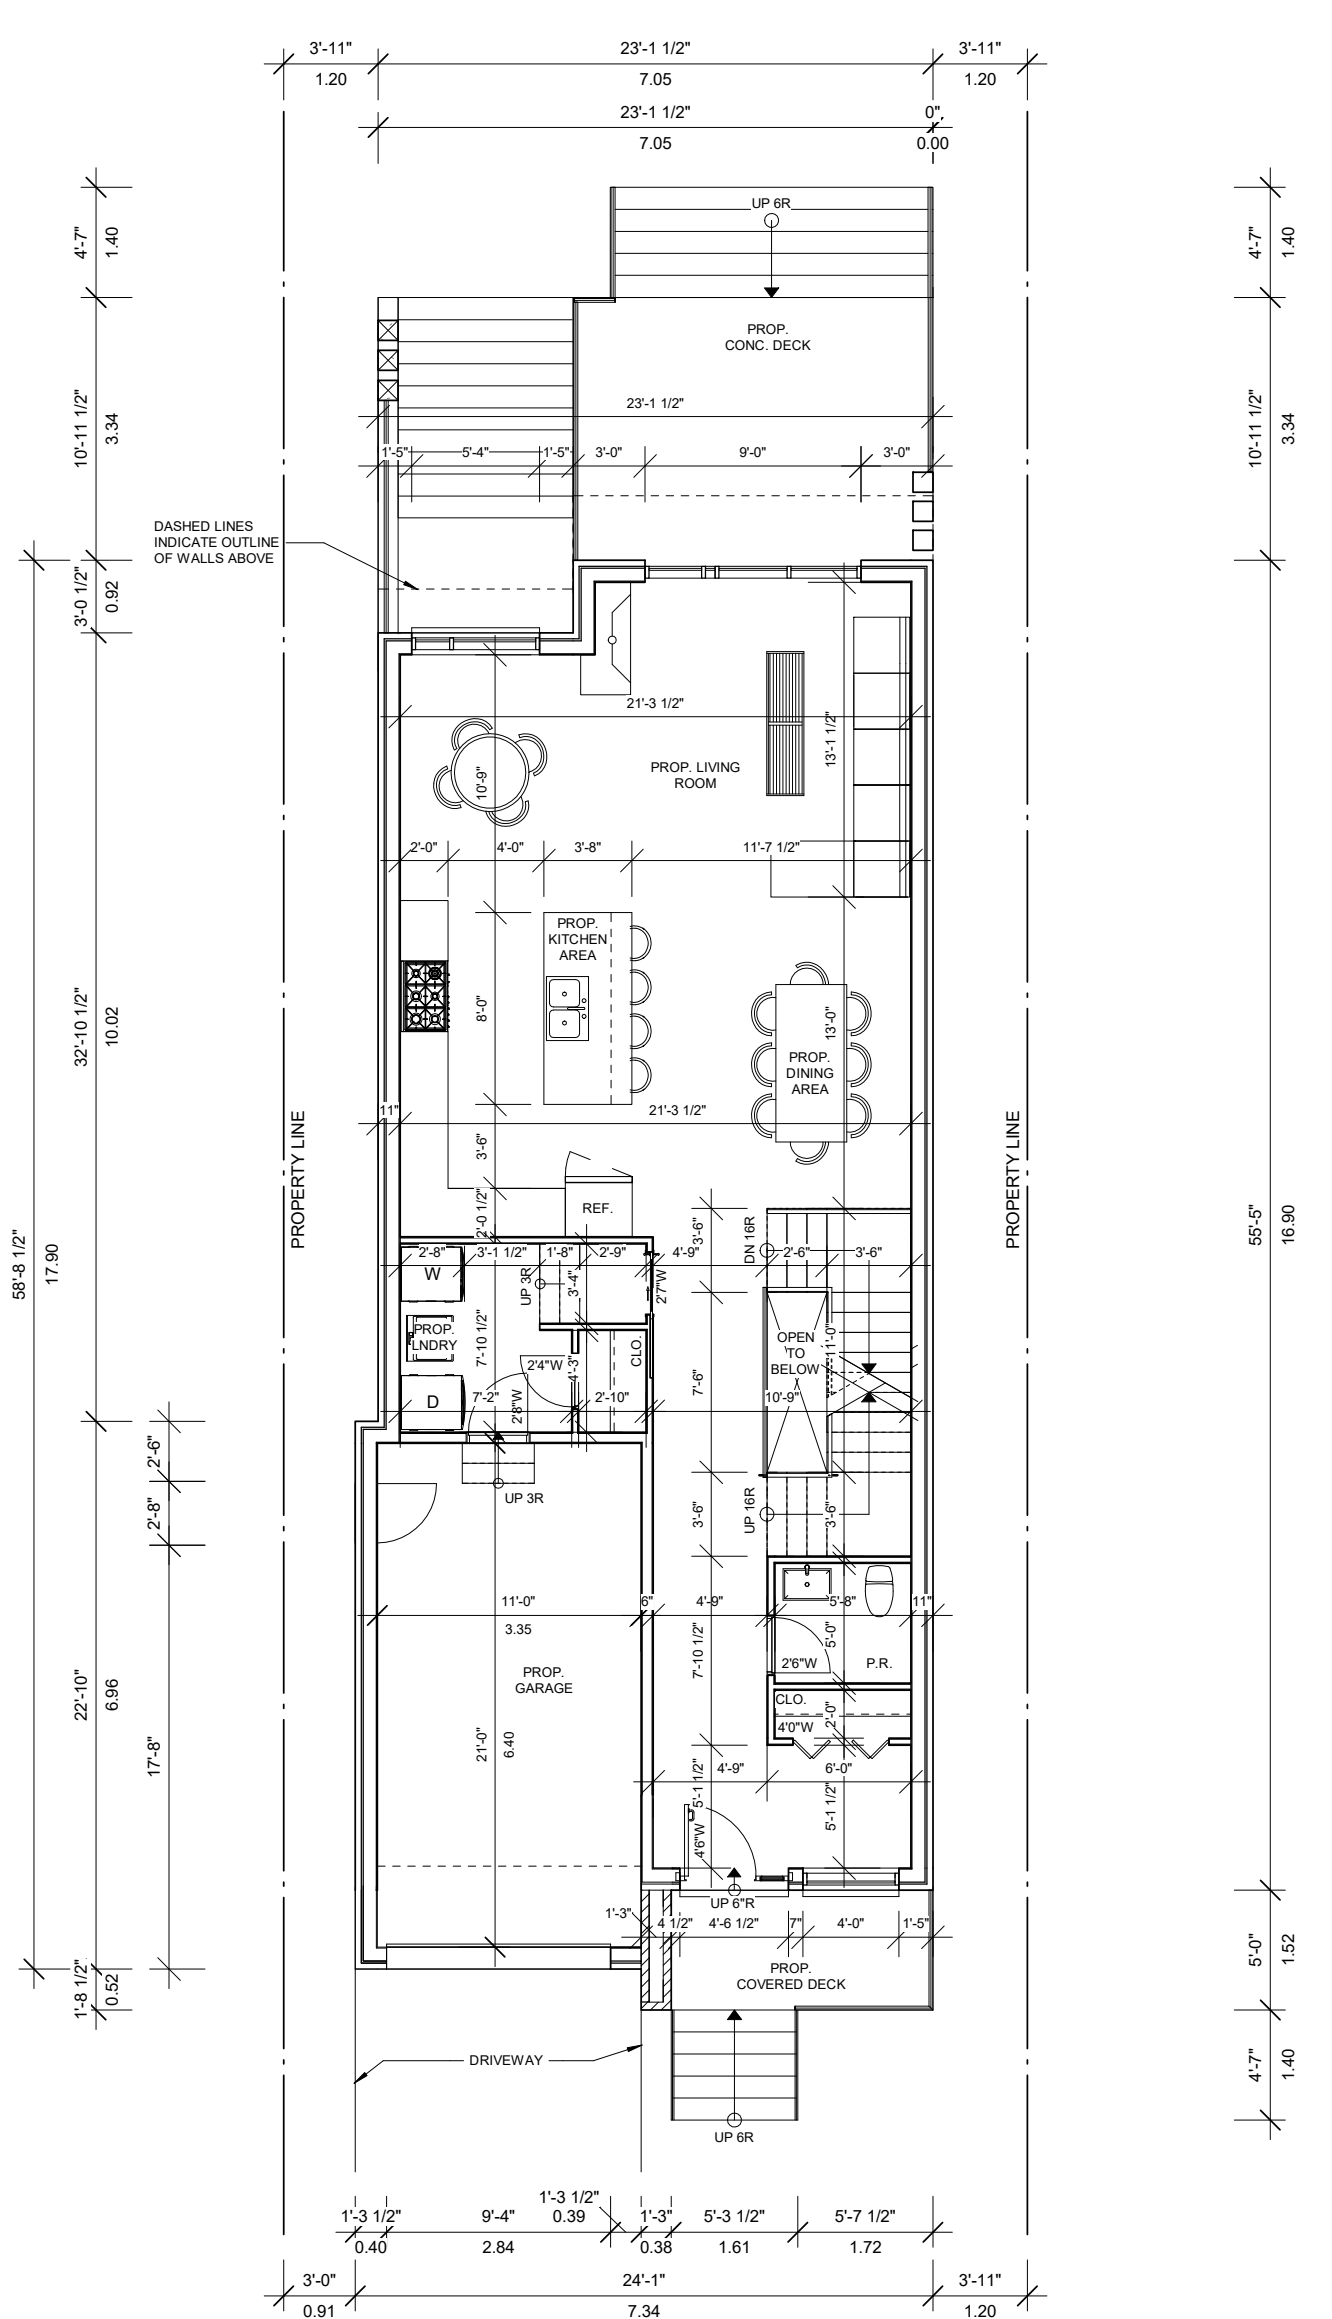 3'-11"
23'-1 1/2"
3'-11"
1.20
7.05
1.20
23'-1 1/2"
0"
7.05
0.00
UP 6R
4'-7"
1.40
4'-7"
1.40
PROP.
CONC. DECK
10'-11 1/2"
3.34
10'-11 1/2"
3.34
23'-1 1/2"
1'-5"
5'-4"
1'-5"
3'-0"
9'-0"
3'-0"
DASHED LINES
INDICATE OUTLINE
OF WALLS ABOVE
3'-0 1/2"
0.92
21'-3 1/2"
13'-1 1/2"
PROP. LIVING
ROOM
10'-9"
2'-0"
4'-0"
3'-8"
11'-7 1/2"
PROP.
KITCHEN
AREA
8'-0"
13'-0"
PROP.
DINING
AREA
32'-10 1/2"
10.02
11"
21'-3 1/2"
PROPERTY LINE
PROPERTY LINE
3'-6"
2'-0 1/2"
REF.
3'-6"
DN 16R
58'-8 1/2"
17.90
55'-5"
16.90
2'-8"
3'-1 1/2"
1'-8"
2'-9"
4'-9"
2'-6"
3'-6"
W
UP 3R
3'-4"
2'7"W
PROP.
LNDRY
7'-10 1/2"
CLO.
OPEN
TO
BELOW
11'-0"
2'4"W
4'-3"
7'-6"
D
7'-2"
2'8"W
2'-10"
10'-9"
2'-6"
2'-8"
UP 3R
3'-6"
UP 16R
3'-6"
11'-0"
3.35
6"
4'-9"
5'-8"
11"
7'-10 1/2"
5'-0"
2'6"W
P.R.
PROP.
GARAGE
22'-10"
6.96
17'-8"
21'-0"
6.40
CLO.
4'0"W
2'-0"
4'-9"
6'-0"
5'-1 1/2"
5'-1 1/2"
4'6"W
UP 6"R
1'-3"
4 1/2"
4'-6 1/2"
7"
4'-0"
1'-5"
5'-0"
1.52
PROP.
COVERED DECK
1'-8 1/2"
0.52
DRIVEWAY
4'-7"
1.40
UP 6R
1'-3 1/2"
9'-4"
1'-3 1/2"
0.39
1'-3"
5'-3 1/2"
5'-7 1/2"
0.40
2.84
0.38
1.61
1.72
3'-0"
24'-1"
3'-11"
0.91
7.34
1.20